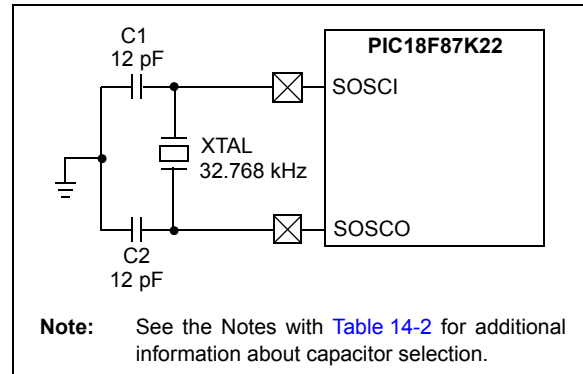 C1
12 pF
PIC18F87K22
SOSCI
XTAL
32.768 kHz
SOSCO
C2
12 pF
Note: See the Notes with Table 14-2 for additional
information about capacitor selection.